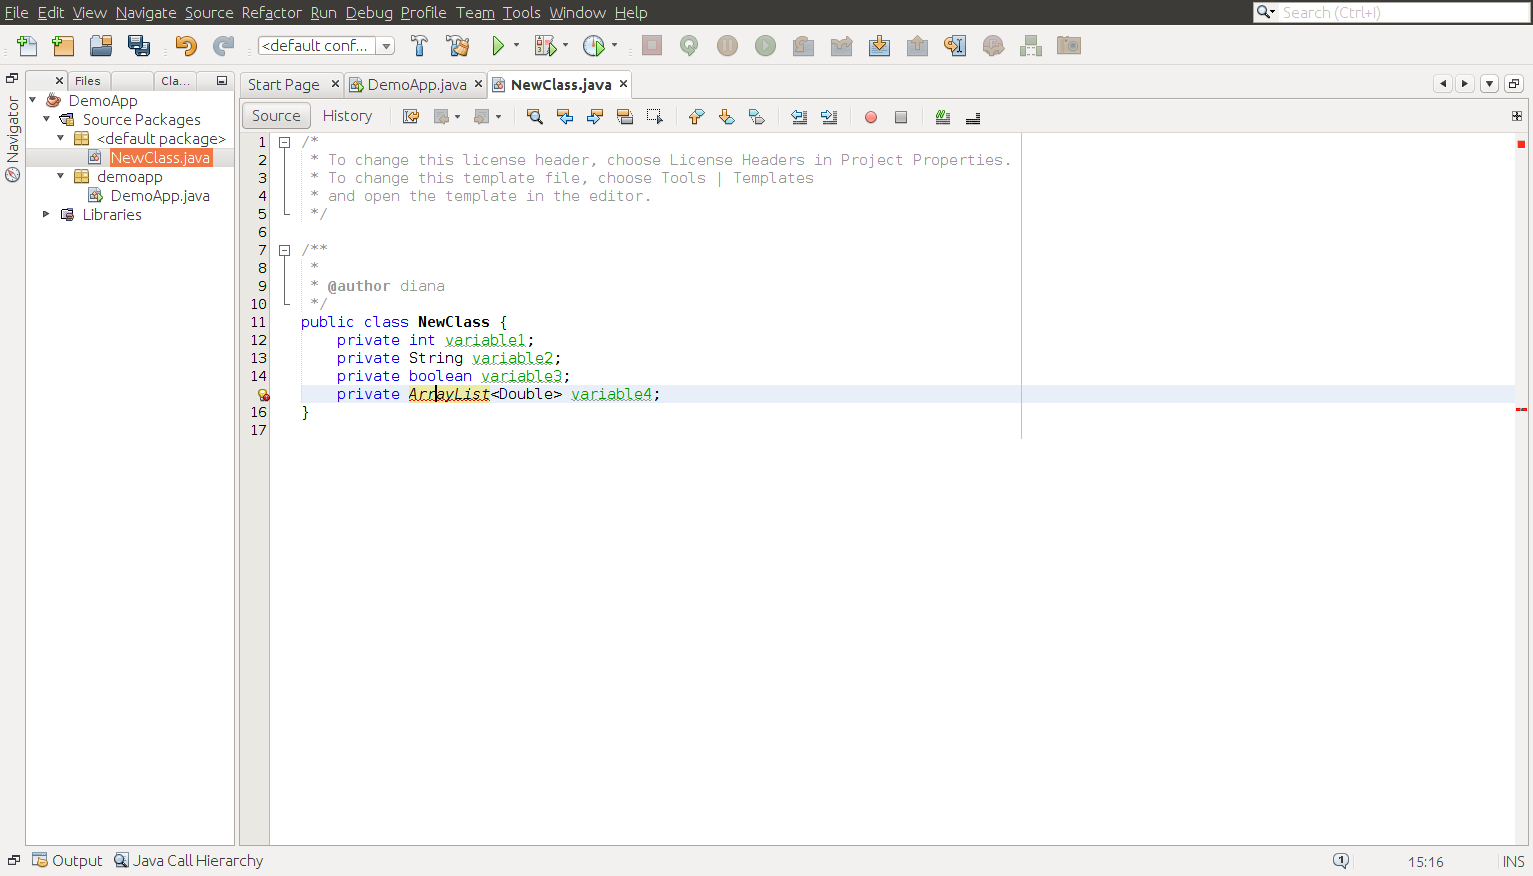 File Edit View Navigate Source Refactor Run Debug Profile Team Tools Window Help
Search (Ctrl+I)
<default conf...
Navigator
Files
Cla...
DemoApp
Source Packages
<default package>
NewClass.java
demoapp
DemoApp.java
Libraries
Start Page
DemoApp.java
NewClass.java
Source History
1 /*
2 * To change this license header, choose License Headers in Project Properties.
3 * To change this template file, choose Tools | Templates
4 * and open the template in the editor.
5 */
6
7 /**
8 *
9 * @author diana
10 */
11 public class NewClass {
12 private int variable1;
13 private String variable2;
14 private boolean variable3;
private ArrayList<Double> variable4;
16 }
17
Output Java Call Hierarchy
1
15:16
INS